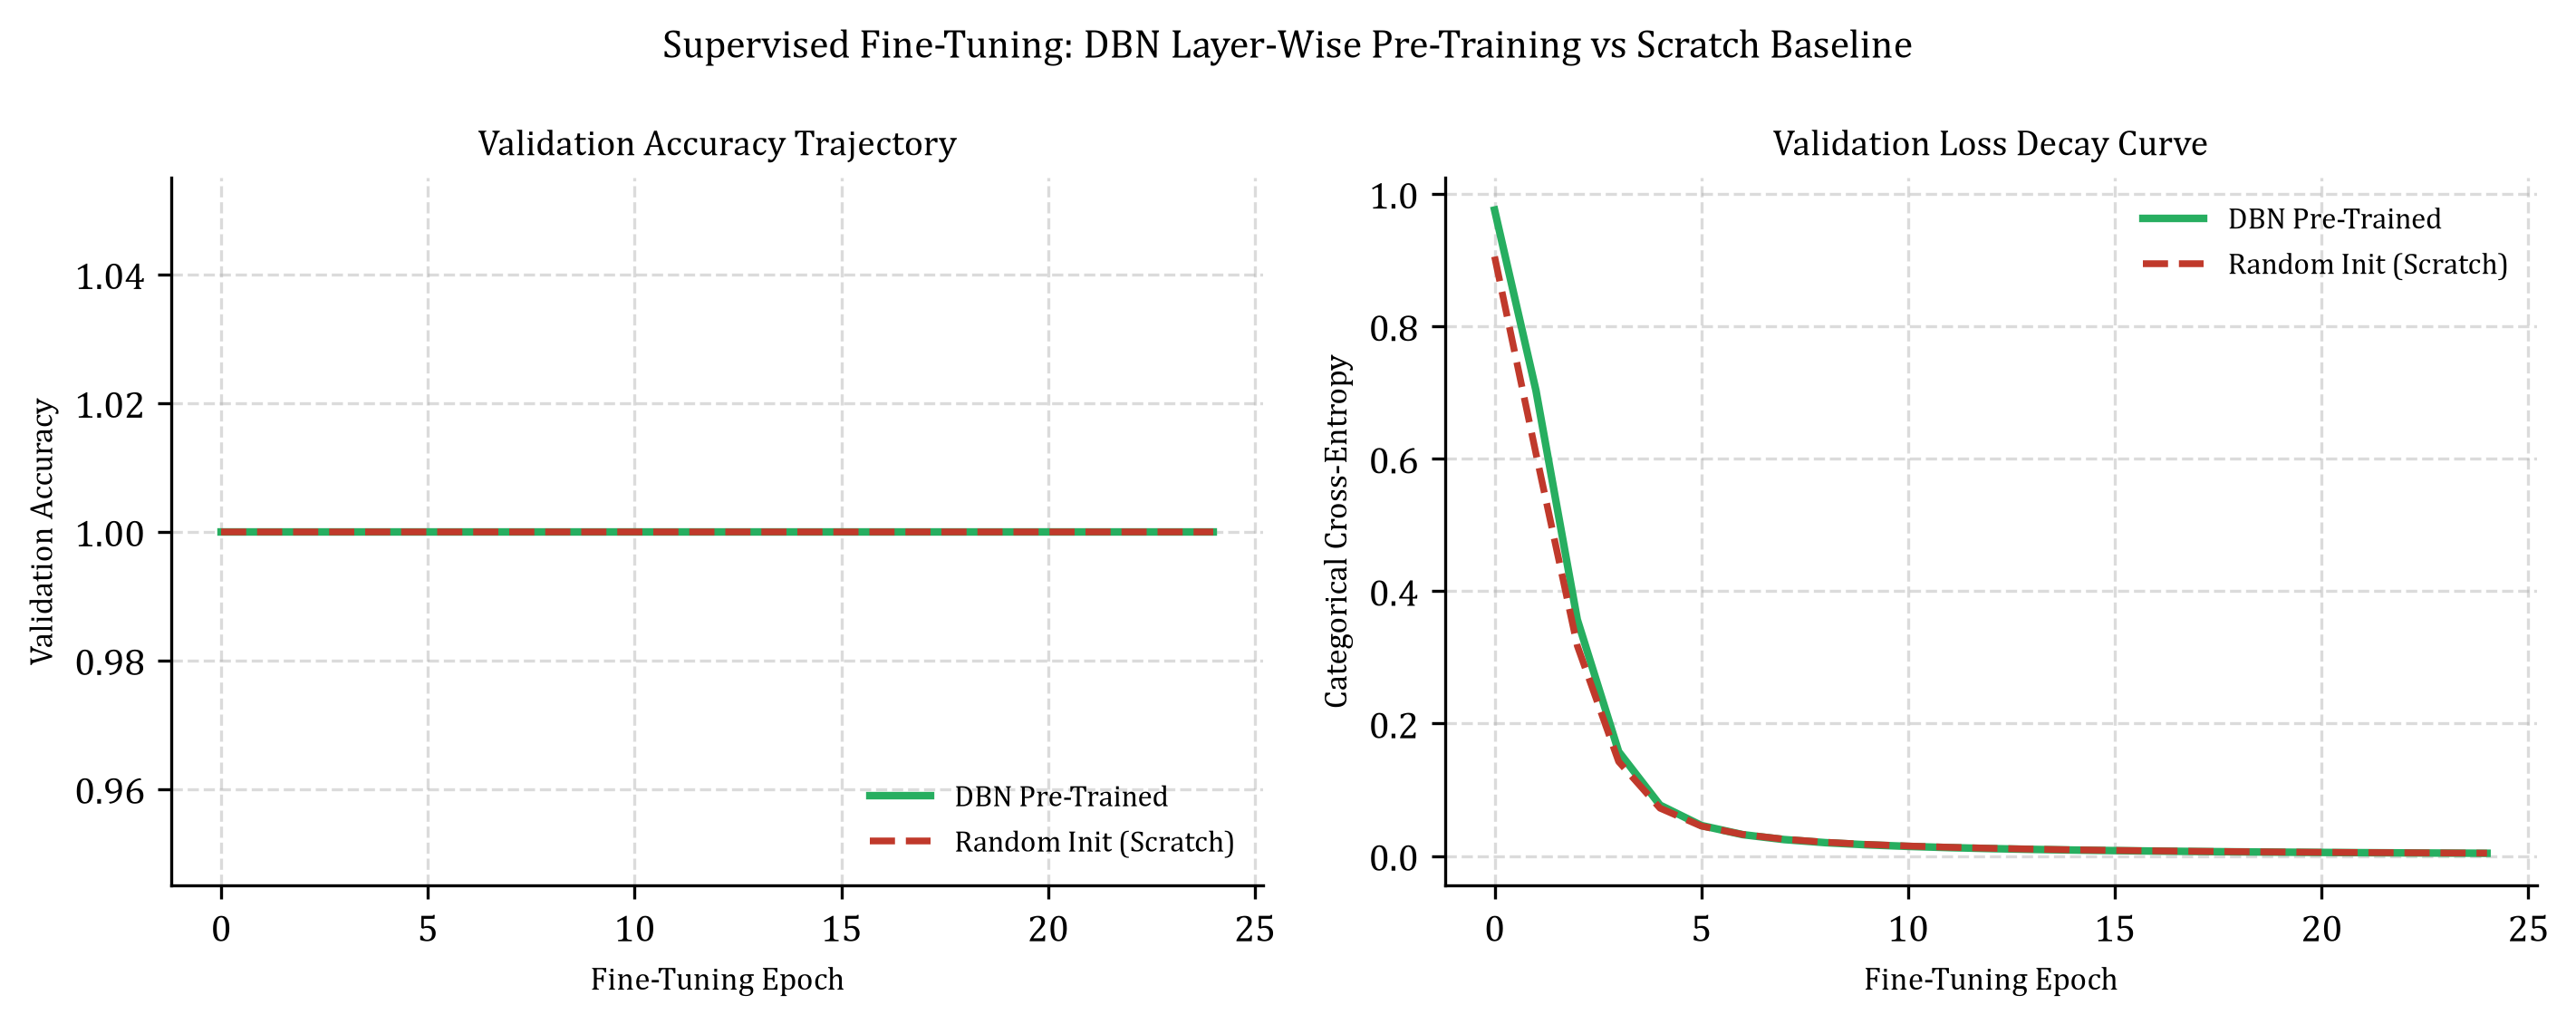 Supervised Fine-Tuning: DBN Layer-Wise Pre-Training vs Scratch Baseline
Validation Accuracy Trajectory
Validation Accuracy
1.04
1.02
1.00
0.98
0.96
DBN Pre-Trained
Random Init (Scratch)
0 5 10 15 20 25
Fine-Tuning Epoch
Validation Loss Decay Curve
Categorical Cross-Entropy
1.0
0.8
0.6
0.4
0.2
0.0
DBN Pre-Trained
Random Init (Scratch)
0 5 10 15 20 25
Fine-Tuning Epoch